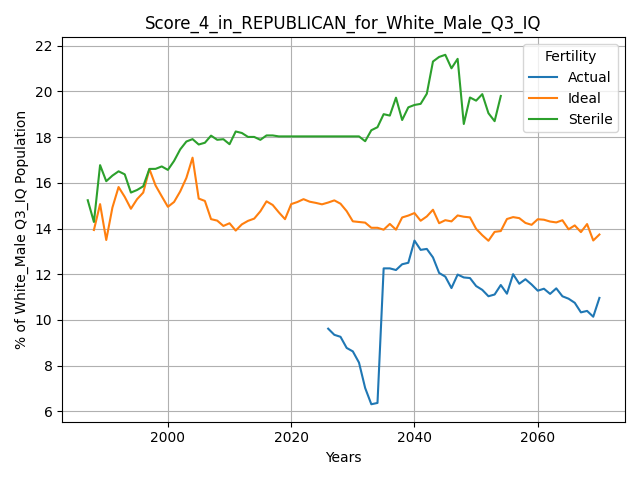 Score_4_in_REPUBLICAN_for_White_Male_Q3_IQ
% of White_Male Q3_IQ Population
22
20
18
16
14
12
10
8
6
Fertility
Actual
Ideal
Sterile
2000 2020 2040 2060
Years